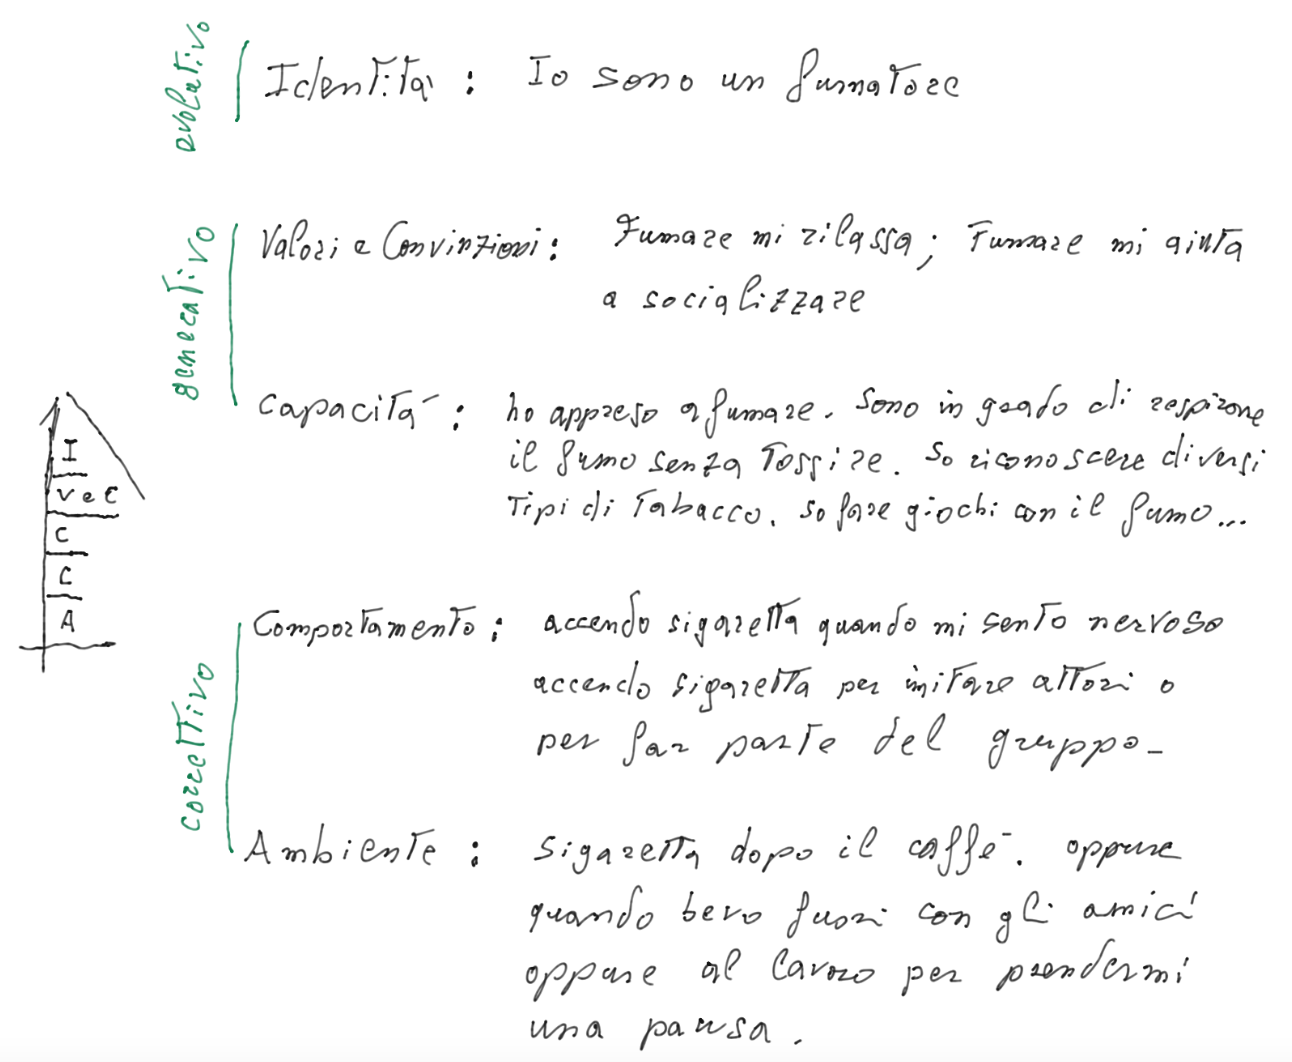 evolutivo
Identità: Io sono un fumatore
generativo
Valori e Convinzioni: Fumare mi rilassa; Fumare mi aiuta
a socializzare
Capacità: ho appreso a fumare. Sono in grado di respirare
il fumo senza Tossire. So riconoscere diversi
Tipi di Tabacco. So fare giochi con il fumo...
I
V e C
C
C
A
correttivo
Comportamento: accendo sigaretta quando mi sento nervoso
accendo sigaretta per imitare attori o
per far parte del gruppo-
Ambiente: sigaretta dopo il caffè. oppure
quando bevo fuori con gli amici
oppure al lavoro per prendermi
una pausa.